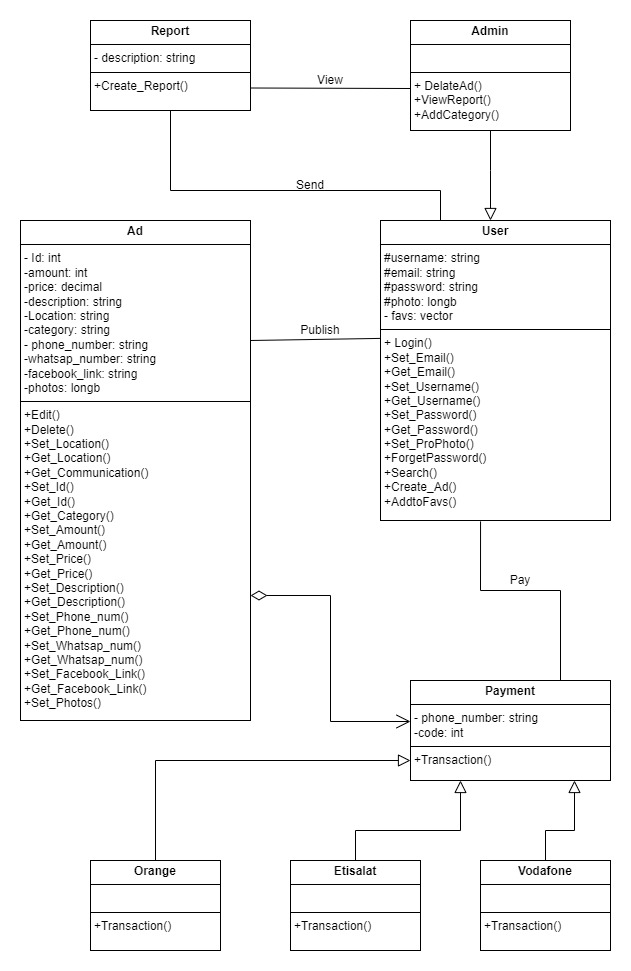 Report
- description: string
+Create_Report()
View
Admin
+ DelateAd()
+ViewReport()
+AddCategory()
Send
Ad
- Id: int
-amount: int
-price: decimal
-description: string
-Location: string
-category: string
- phone_number: string
-whatsap_number: string
-facebook_link: string
-photos: longb
+Edit()
+Delete()
+Set_Location()
+Get_Location()
+Get_Communication()
+Set_Id()
+Get_Id()
+Get_Category()
+Set_Amount()
+Get_Amount()
+Set_Price()
+Get_Price()
+Set_Description()
+Get_Description()
+Set_Phone_num()
+Get_Phone_num()
+Set_Whatsap_num()
+Get_Whatsap_num()
+Set_Facebook_Link()
+Get_Facebook_Link()
+Set_Photos()
Publish
User
#username: string
#email: string
#password: string
#photo: longb
- favs: vector
+ Login()
+Set_Email()
+Get_Email()
+Set_Username()
+Get_Username()
+Set_Password()
+Get_Password()
+Set_ProPhoto()
+ForgetPassword()
+Search()
+Create_Ad()
+AddtoFavs()
Pay
Payment
- phone_number: string
-code: int
+Transaction()
Orange
+Transaction()
Etisalat
+Transaction()
Vodafone
+Transaction()